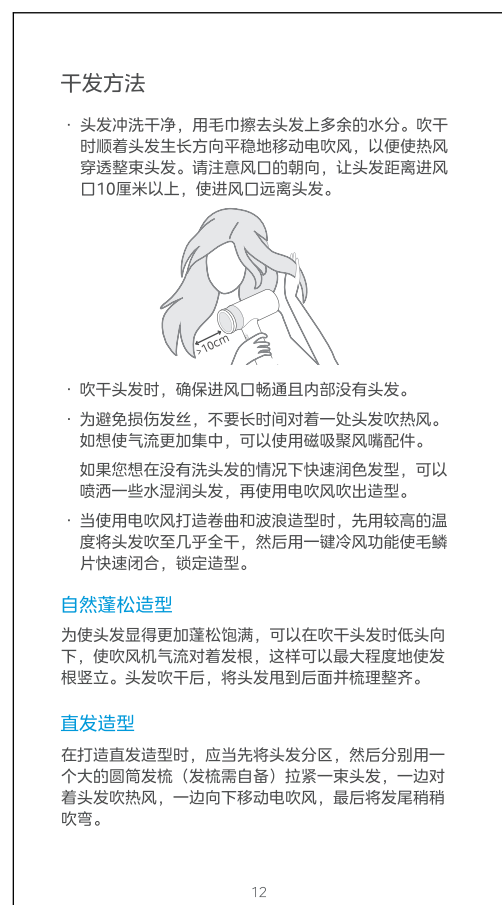 干发方法
· 头发冲洗干净，用毛巾擦去头发上多余的水分。吹干
时顺着头发生长方向平稳地移动电吹风，以便使热风
穿透整束头发。请注意风口的朝向，让头发距离进风
口10厘米以上，使进风口远离头发。
>10cm
· 吹干头发时，确保进风口畅通且内部没有头发。
· 为避免损伤发丝，不要长时间对着一处头发吹热风。
如想使气流更加集中，可以使用磁吸聚风嘴配件。
如果您想在没有洗头发的情况下快速润色发型，可以
喷洒一些水湿润头发，再使用电吹风吹出造型。
· 当使用电吹风打造卷曲和波浪造型时，先用较高的温
度将头发吹至几乎全干，然后用一键冷风功能使毛鳞
片快速闭合，锁定造型。
自然蓬松造型
为使头发显得更加蓬松饱满，可以在吹干头发时低头向
下，使吹风机气流对着发根，这样可以最大程度地使发
根竖立。头发吹干后，将头发甩到后面并梳理整齐。
直发造型
在打造直发造型时，应当先将头发分区，然后分别用一
个大的圆筒发梳（发梳需自备）拉紧一束头发，一边对
着头发吹热风，一边向下移动电吹风，最后将发尾稍稍
吹弯。
12